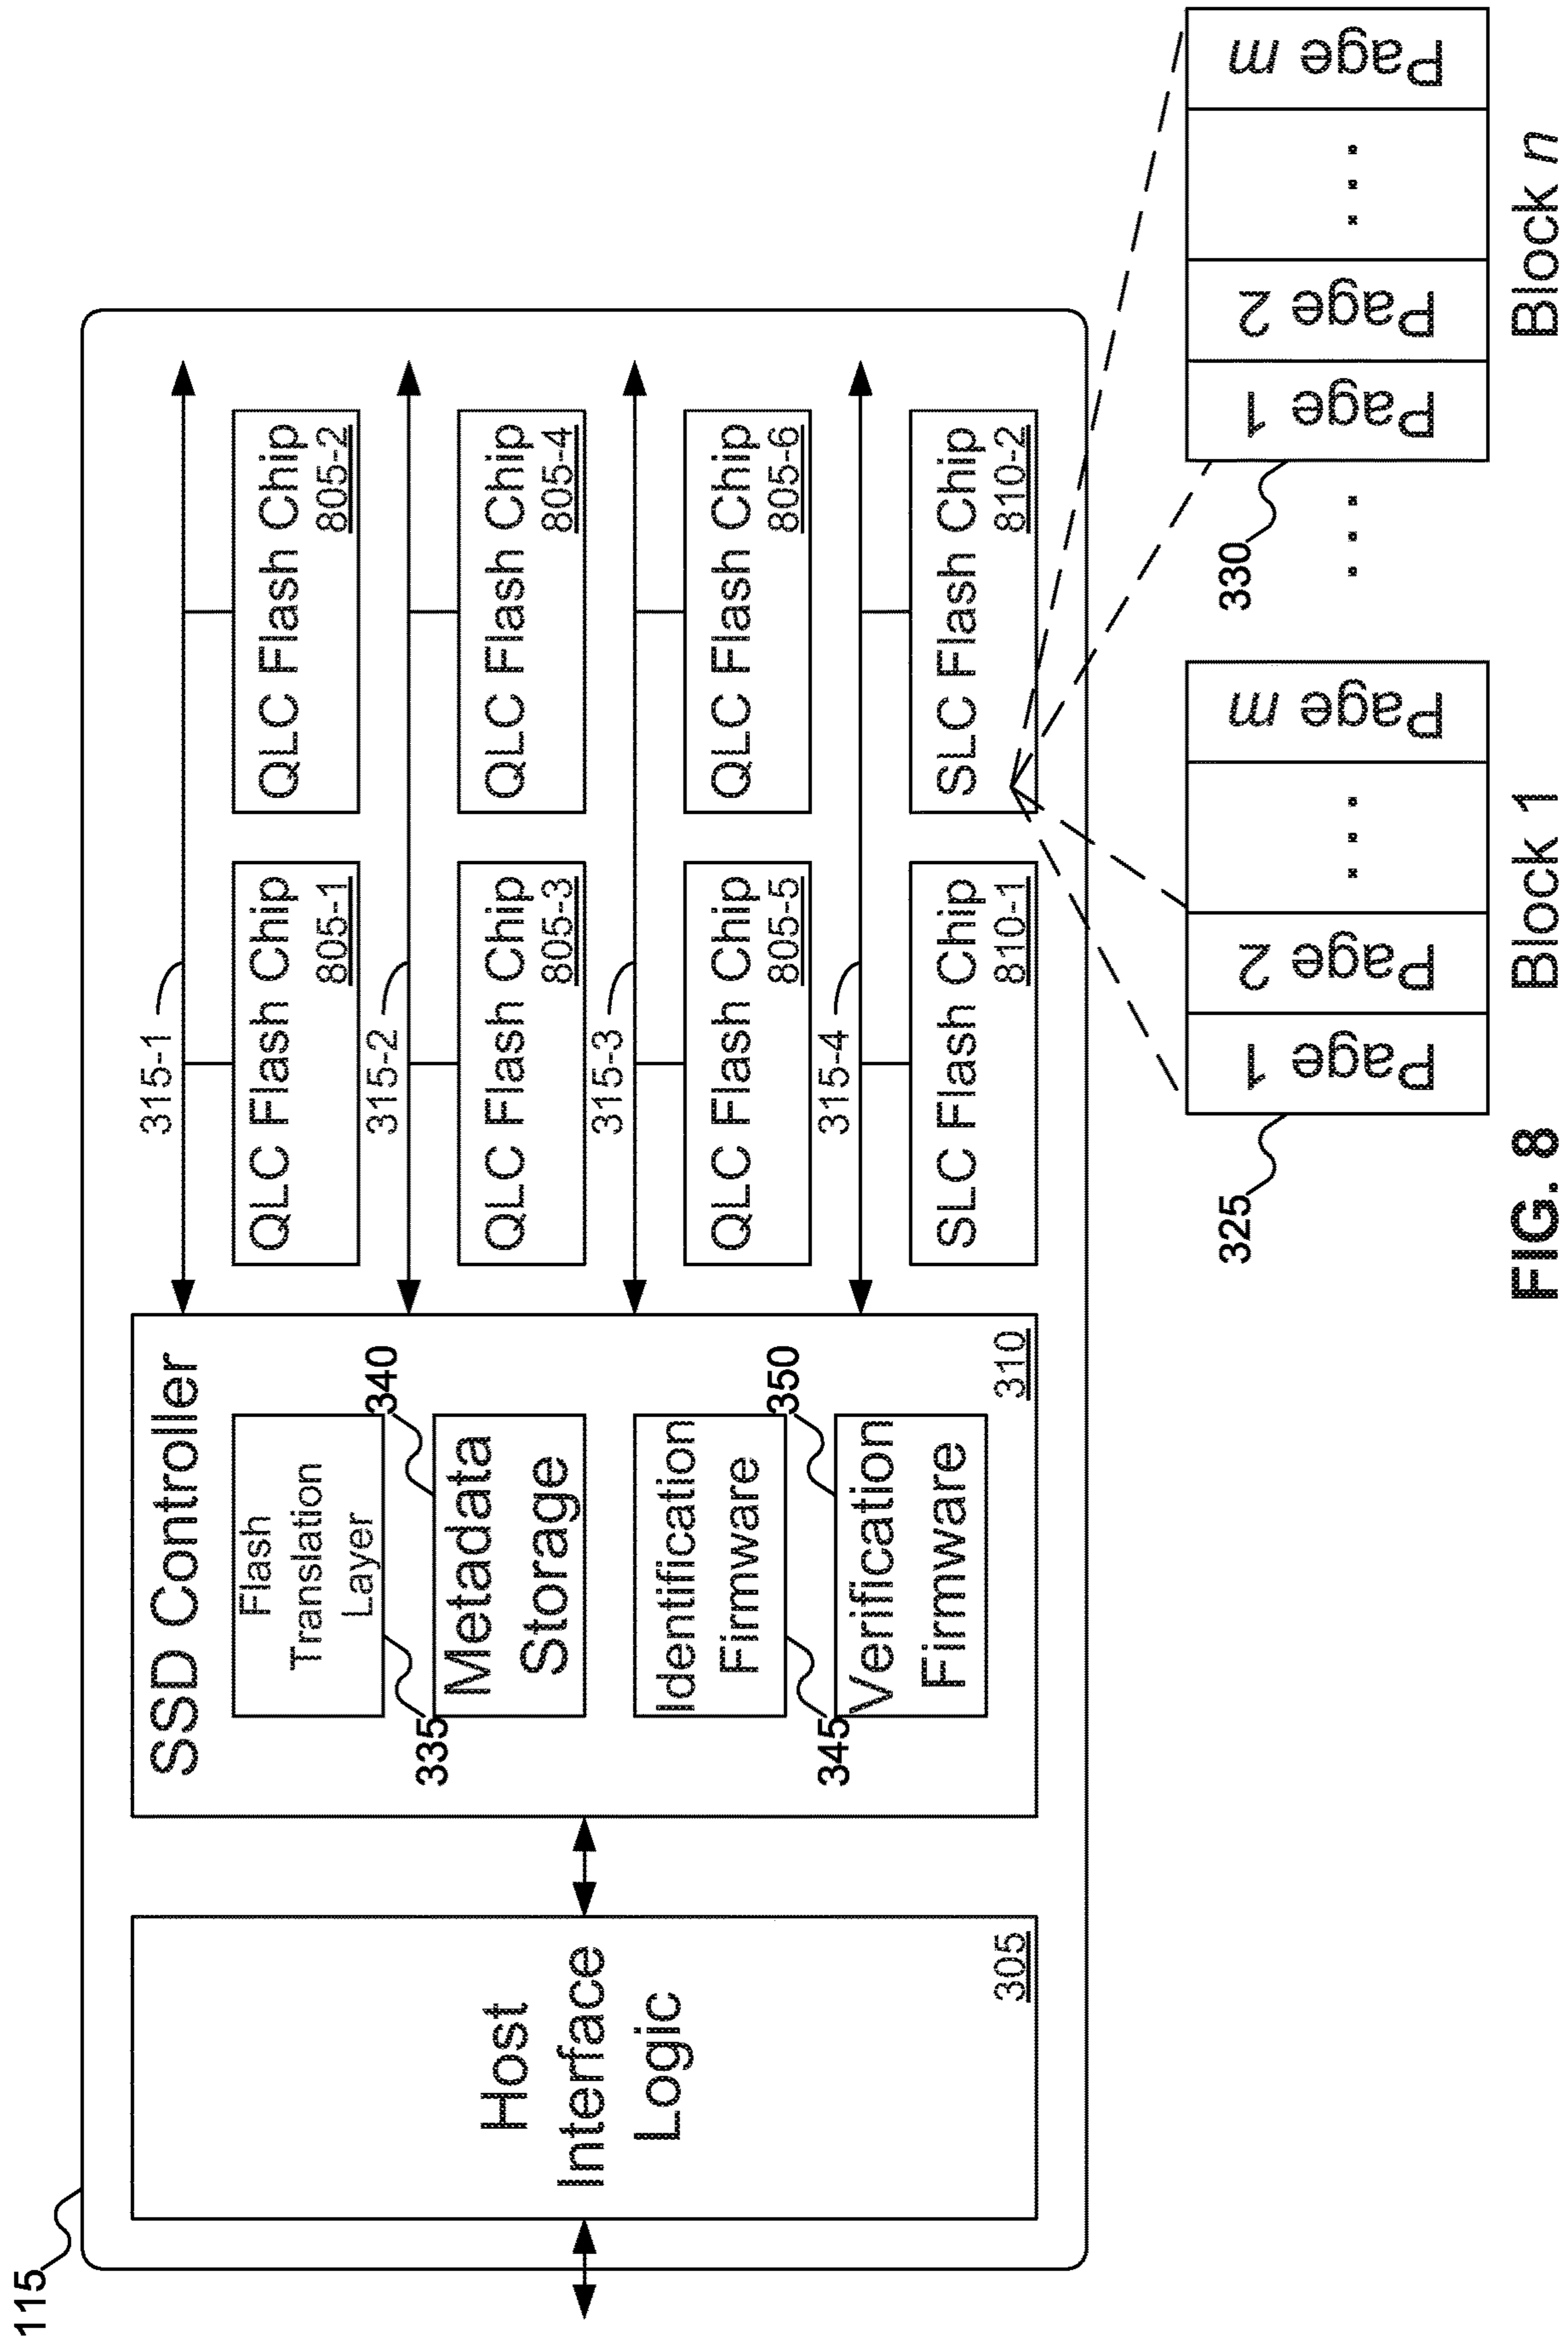 115
Host
Interface
Logic
305
SSD Controller
Flash
Translation
Layer
335
340
Metadata
Storage
Identification
Firmware
345
350
Verification
Firmware
310
315-1
QLC Flash Chip
805-1
QLC Flash Chip
805-2
315-2
QLC Flash Chip
805-3
QLC Flash Chip
805-4
315-3
QLC Flash Chip
805-5
QLC Flash Chip
805-6
315-4
SLC Flash Chip
810-1
SLC Flash Chip
810-2
325
Page 1
Page 2
...
Page m
Block 1
...
330
Page 1
Page 2
...
Page m
Block n
FIG. 8